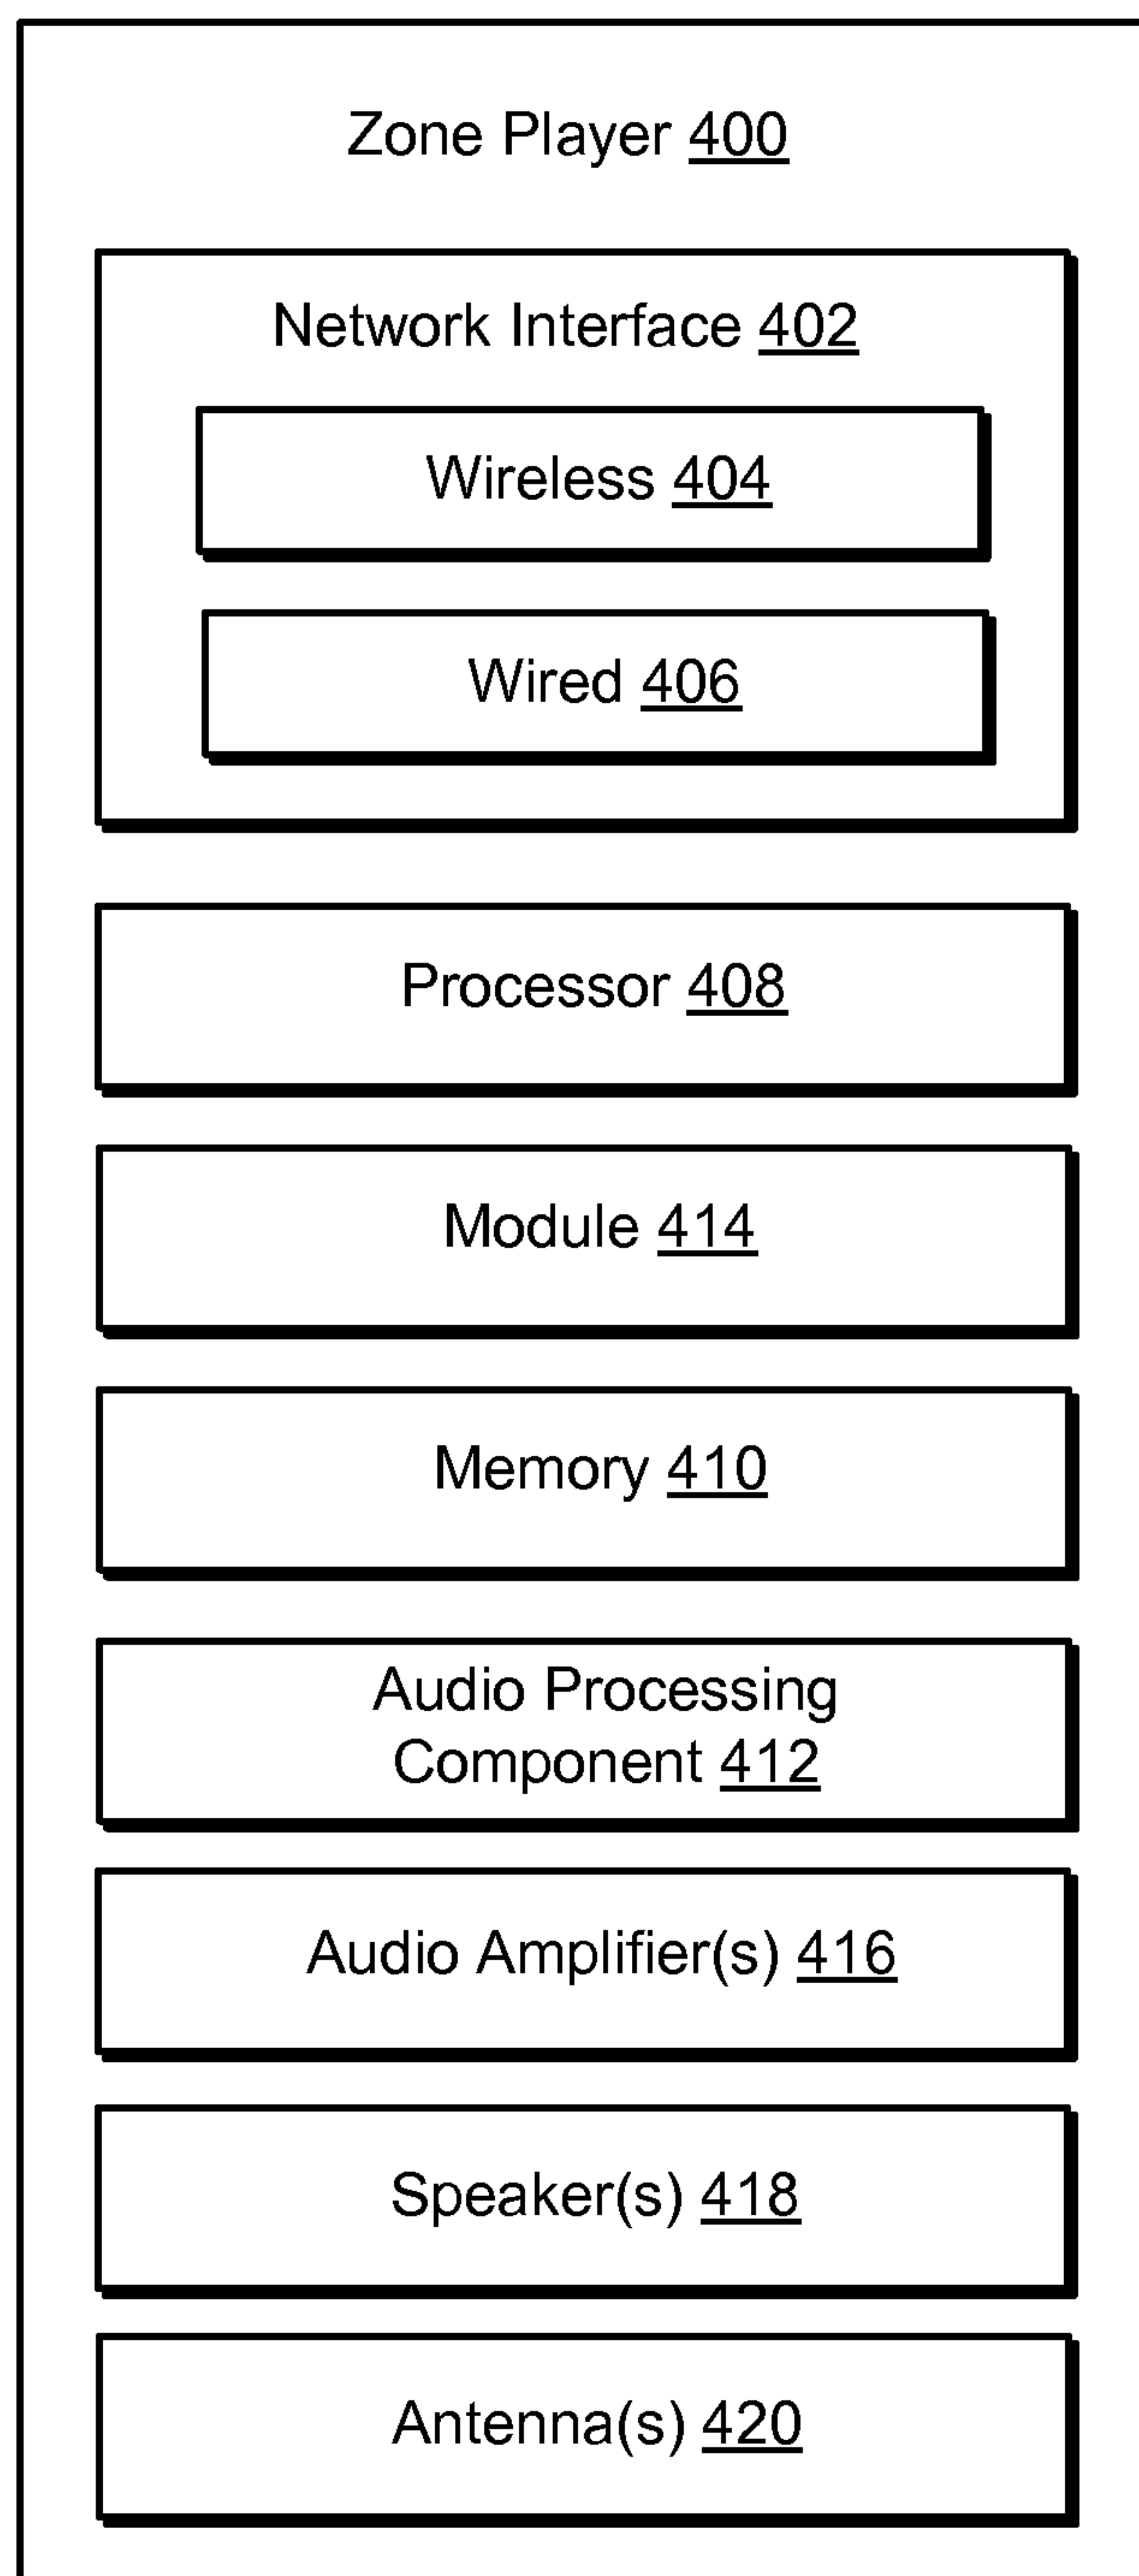 Zone Player 400
Network Interface 402
Wireless 404
Wired 406
Processor 408
Module 414
Memory 410
Audio Processing
Component 412
Audio Amplifier(s) 416
Speaker(s) 418
Antenna(s) 420